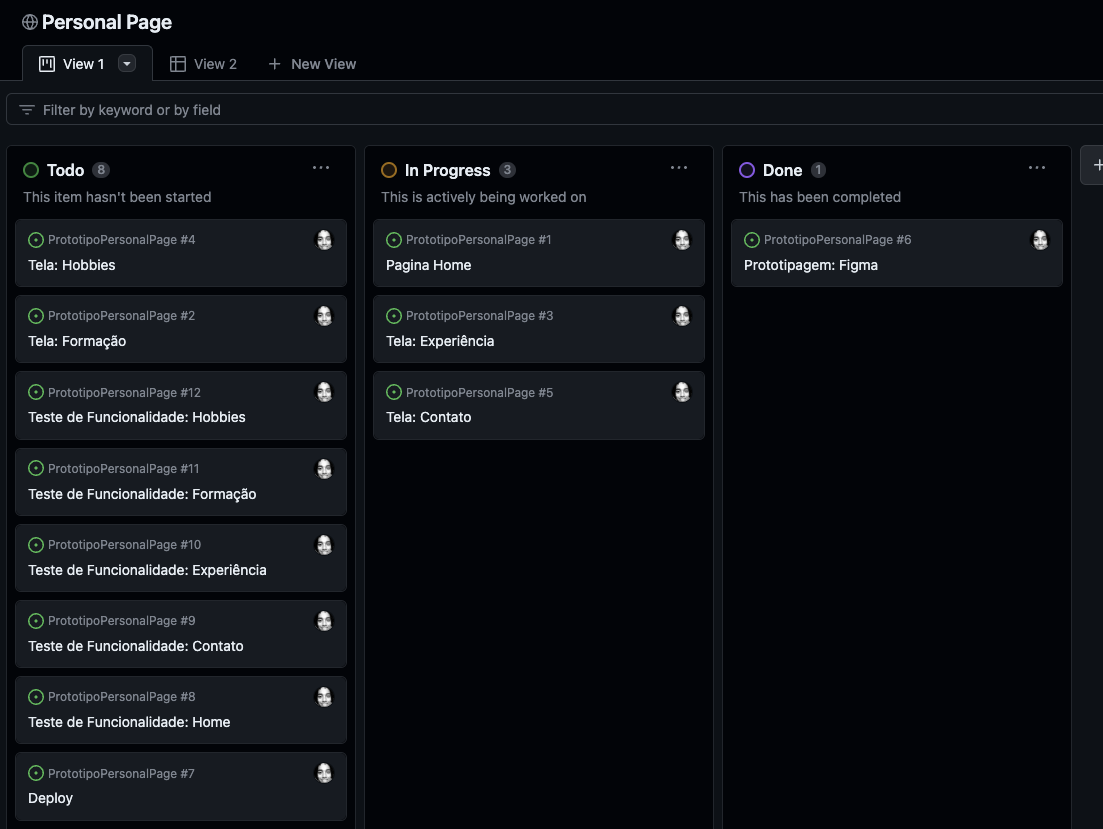 Personal Page
View 1
View 2
New View
Filter by keyword or by field
Todo 8
This item hasn't been started
PrototipoPersonalPage #4
Tela: Hobbies
PrototipoPersonalPage #2
Tela: Formação
PrototipoPersonalPage #12
Teste de Funcionalidade: Hobbies
PrototipoPersonalPage #11
Teste de Funcionalidade: Formação
PrototipoPersonalPage #10
Teste de Funcionalidade: Experiência
PrototipoPersonalPage #9
Teste de Funcionalidade: Contato
PrototipoPersonalPage #8
Teste de Funcionalidade: Home
PrototipoPersonalPage #7
Deploy
In Progress 3
This is actively being worked on
PrototipoPersonalPage #1
Pagina Home
PrototipoPersonalPage #3
Tela: Experiência
PrototipoPersonalPage #5
Tela: Contato
Done 1
This has been completed
PrototipoPersonalPage #6
Prototipagem: Figma